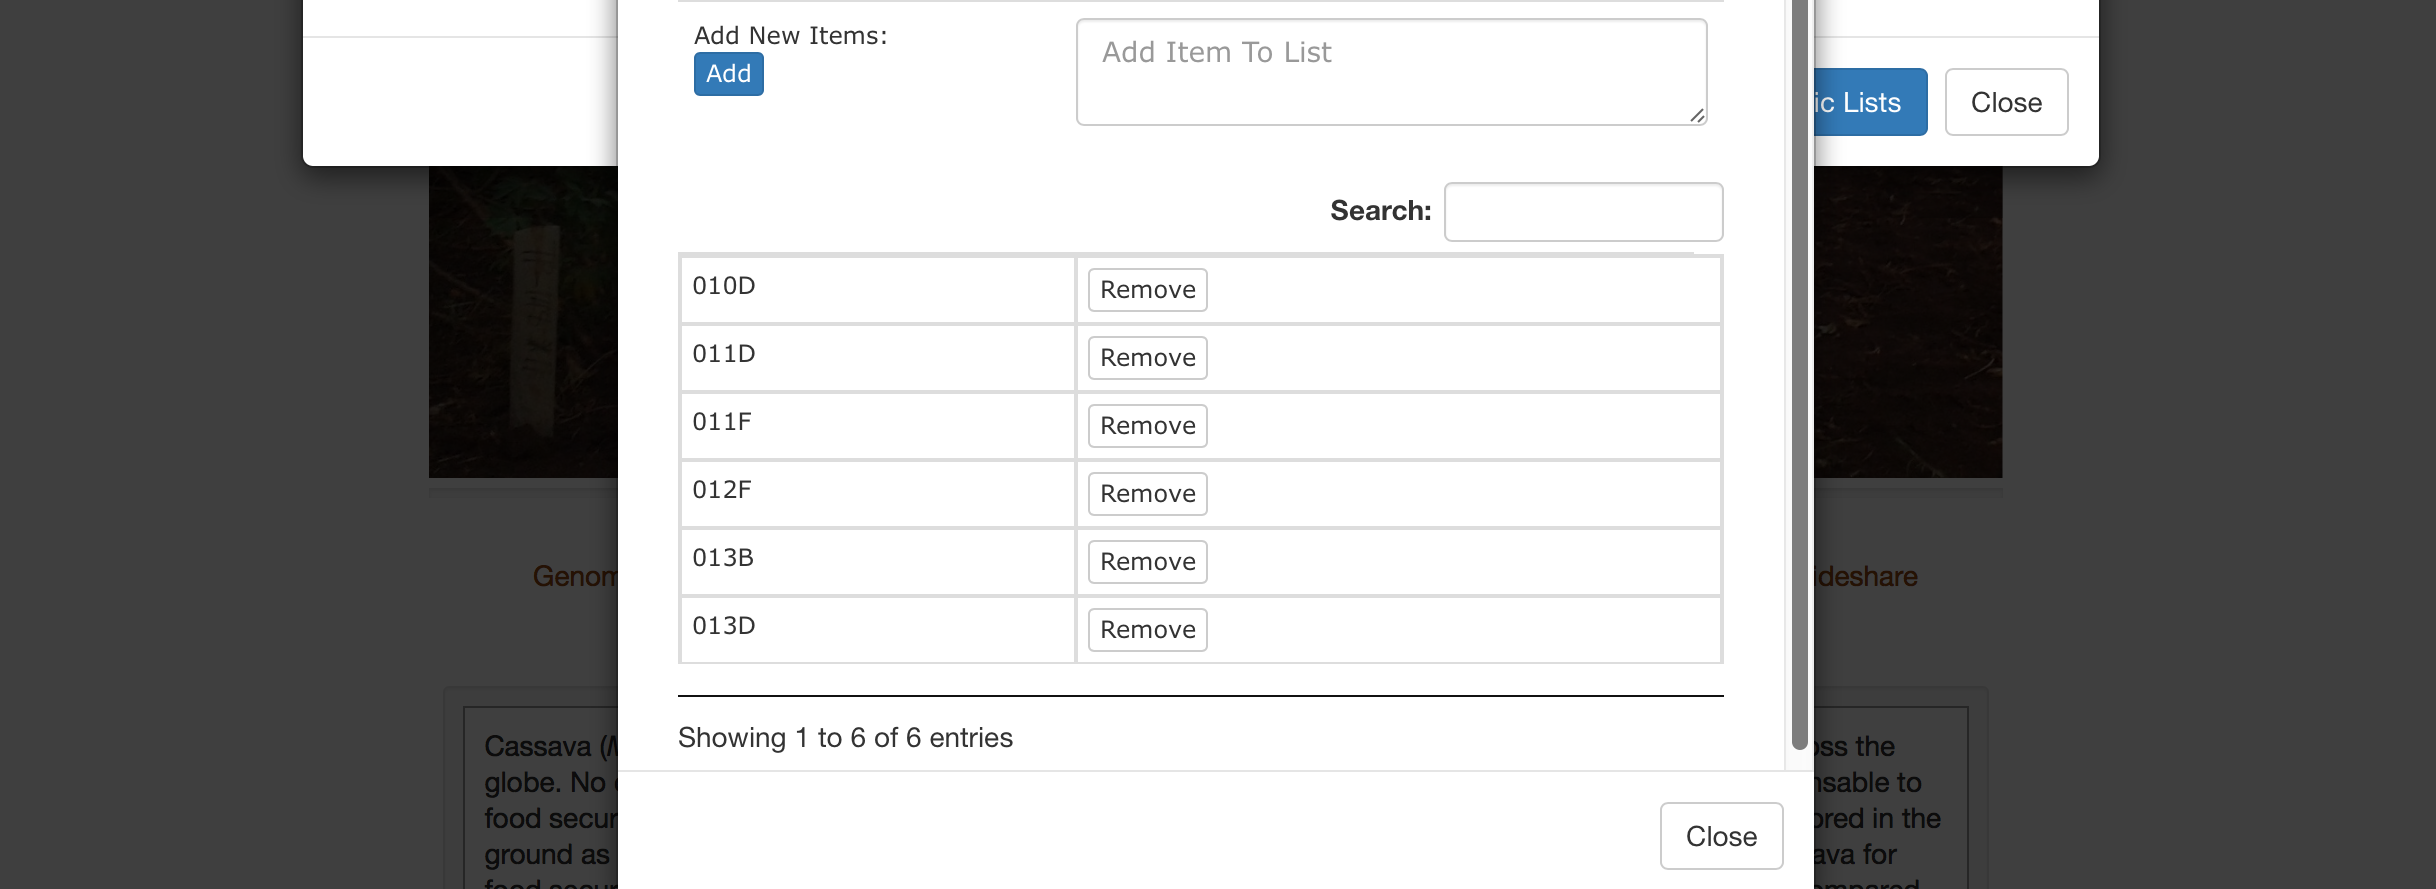 Add New Items:
Add
Add Item To List
ic Lists
Close
Search:
010D
Remove
011D
Remove
011F
Remove
012F
Remove
013B
Remove
013D
Remove
Showing 1 to 6 of 6 entries
Close
Genom
ideshare
Cassava (M
oss the
globe. No
nsable to
food secur
ored in the
ground as
ava for
food secur
mpared